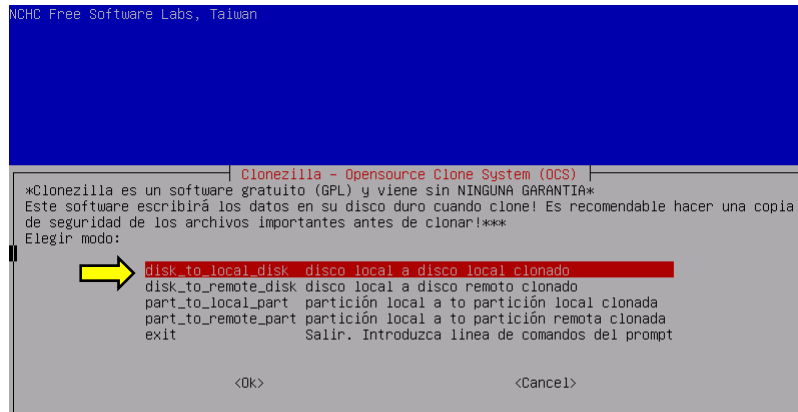 NCHC Free Software Labs, Taiwan
Clonezilla - Opensource Clone System (OCS)
*Clonezilla es un software gratuito (GPL) y viene sin NINGUNA GARANTIA*
Este software escribirá los datos en su disco duro cuando clone! Es recomendable hacer una copia
de seguridad de los archivos importantes antes de clonar!***
Elegir modo:
disk_to_local_disk disco local a disco local clonado
disk_to_remote_disk disco local a disco remoto clonado
part_to_local_part partición local a to partición local clonada
part_to_remote_part partición local a to partición remota clonada
exit Salir. Introduzca linea de comandos del prompt
<Ok> <Cancel>